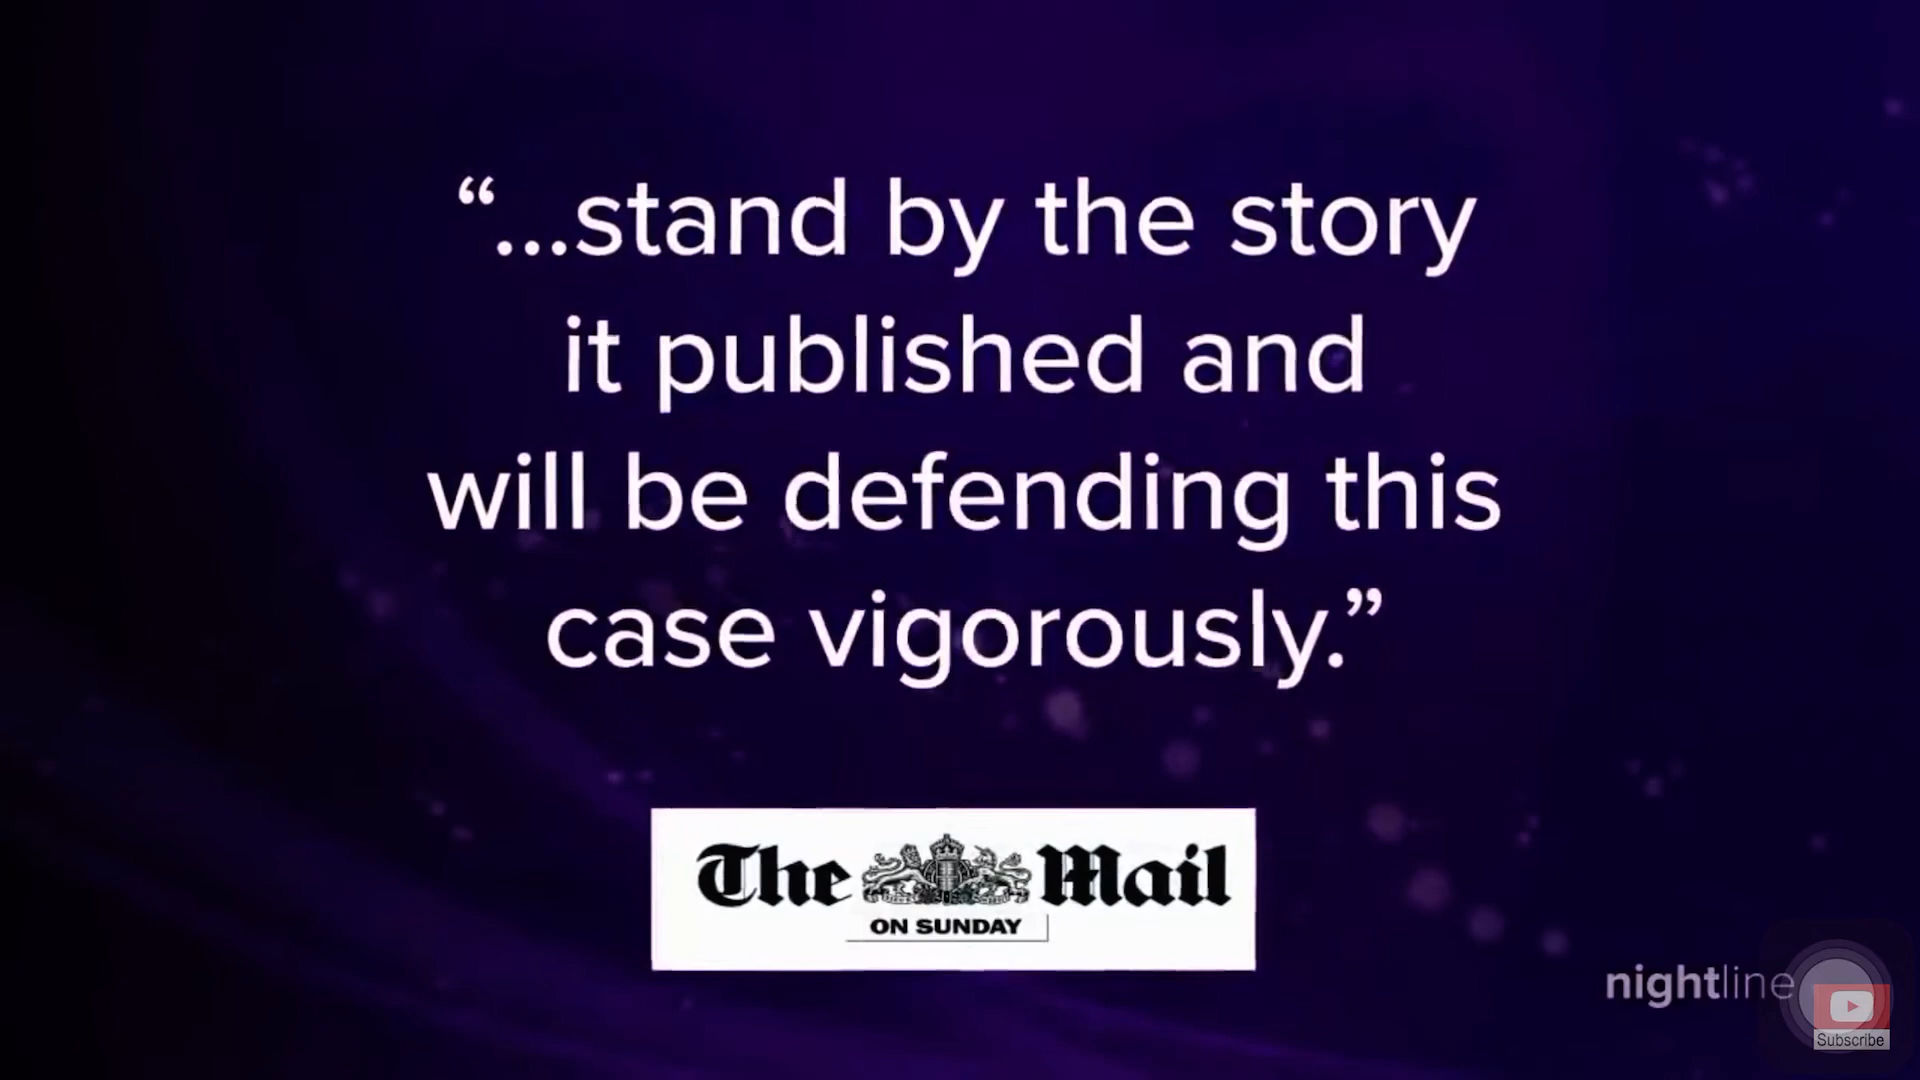 “...stand by the story
it published and
will be defending this
case vigorously.”
The Mail
ON SUNDAY
nightline
Subscribe